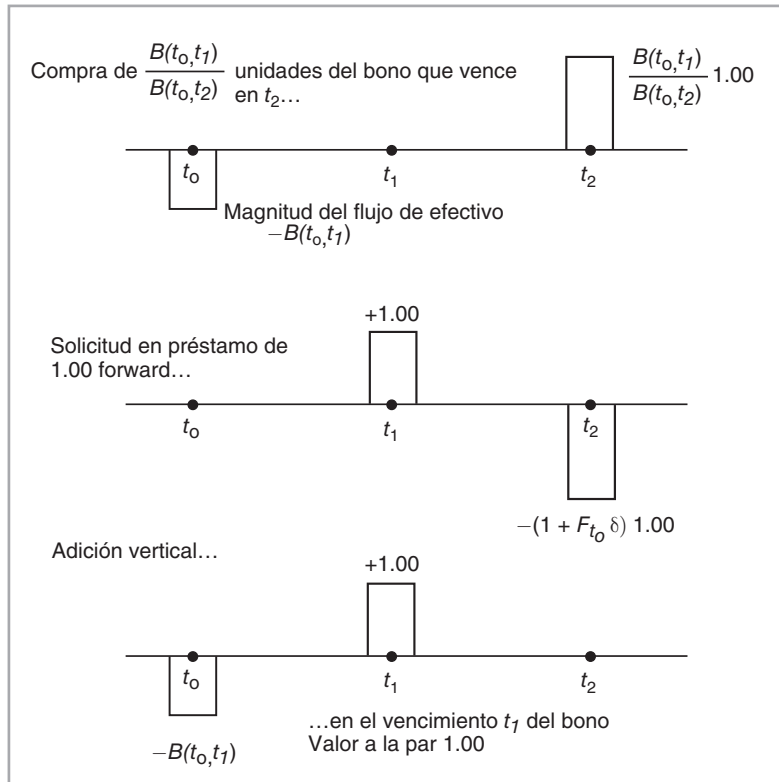 Compra de B(t₀,t₁) / B(t₀,t₂) unidades del bono que vence
en t₂…
B(t₀,t₁) / B(t₀,t₂) 1.00
t₀
t₁
t₂
Magnitud del flujo de efectivo
−B(t₀,t₁)
+1.00
Solicitud en préstamo de
1.00 forward…
t₀
t₁
t₂
−(1 + Fₜ₀ δ) 1.00
Adición vertical…
+1.00
t₀
t₁
t₂
−B(t₀,t₁)
…en el vencimiento t₁ del bono
Valor a la par 1.00